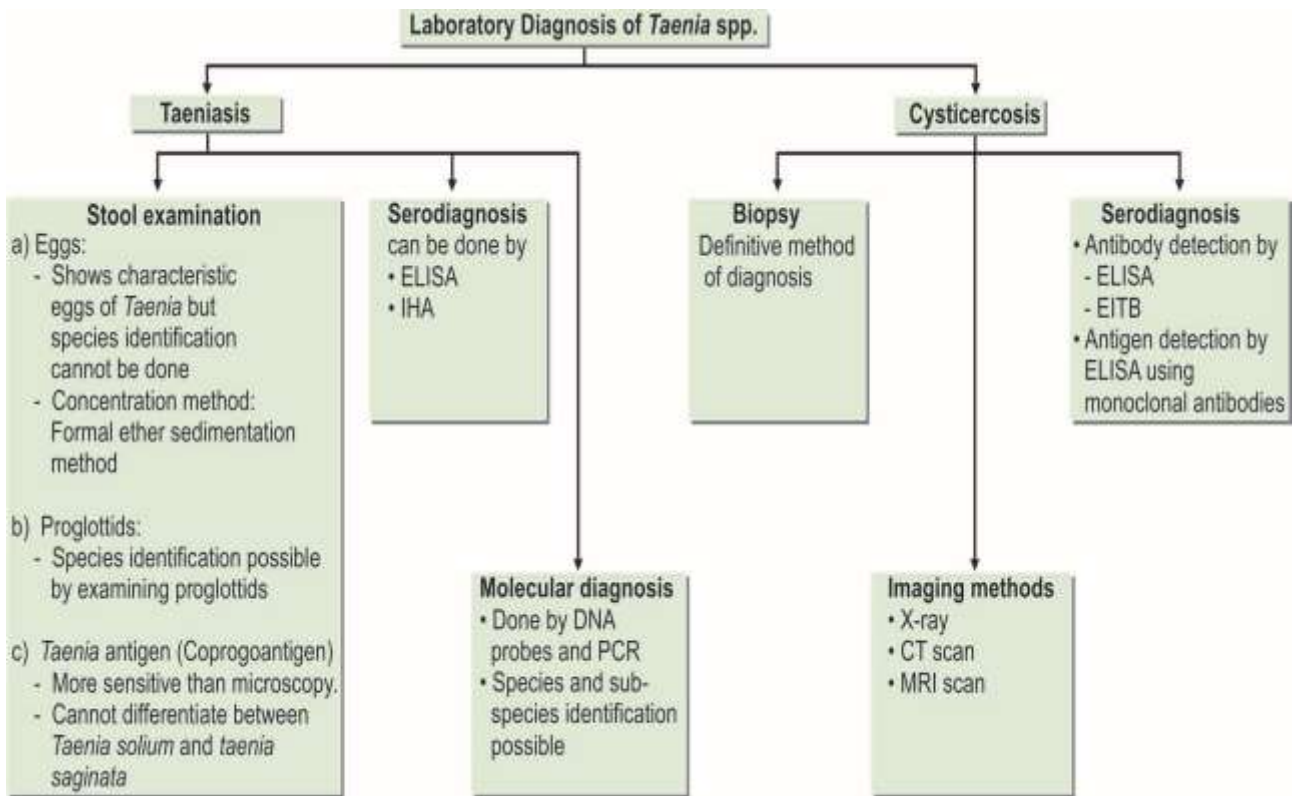 Laboratory Diagnosis of Taenia spp.
Taeniasis
Cysticercosis
Stool examination
a) Eggs:
- Shows characteristic
eggs of Taenia but
species identification
cannot be done
- Concentration method:
Formal ether sedimentation
method
b) Proglottids:
- Species identification possible
by examining proglottids
c) Taenia antigen (Coprogoantigen)
- More sensitive than microscopy.
- Cannot differentiate between
Taenia solium and taenia
saginata
Serodiagnosis
can be done by
• ELISA
• IHA
Molecular diagnosis
• Done by DNA
probes and PCR
• Species and sub-
species identification
possible
Biopsy
Definitive method
of diagnosis
Imaging methods
• X-ray
• CT scan
• MRI scan
Serodiagnosis
• Antibody detection by
- ELISA
- EITB
• Antigen detection by
ELISA using
monoclonal antibodies